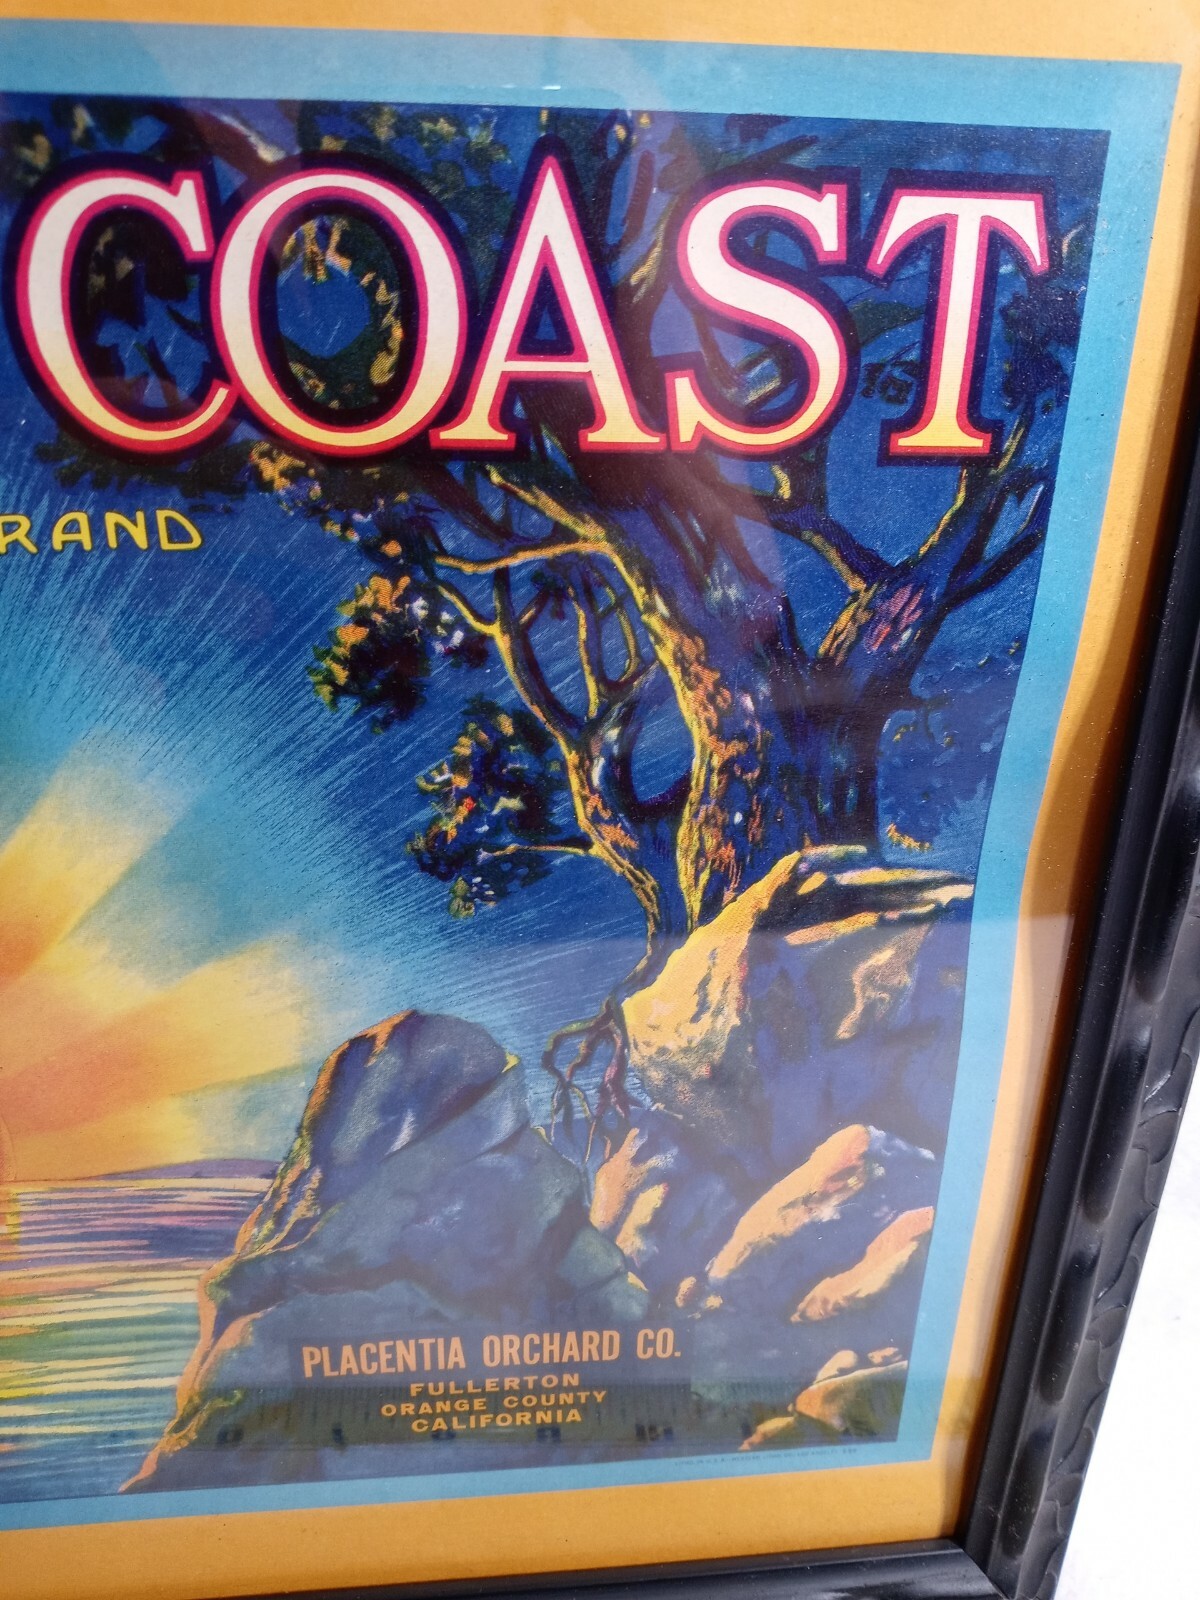 COAST
RAND
PLACENTIA ORCHARD CO.
FULLERTON
ORANGE COUNTY
CALIFORNIA